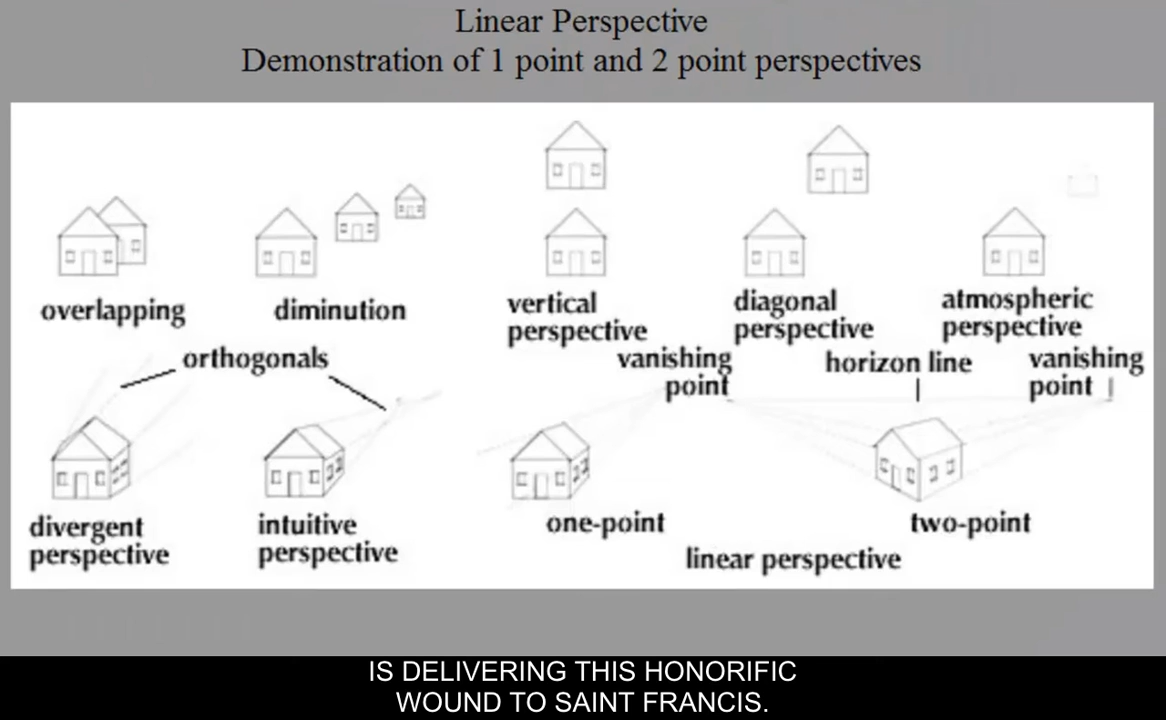 Linear Perspective
Demonstration of 1 point and 2 point perspectives
overlapping
diminution
vertical
perspective
diagonal
perspective
atmospheric
perspective
orthogonals
vanishing
point
horizon line
vanishing
point
divergent
perspective
intuitive
perspective
one-point
two-point
linear perspective
IS DELIVERING THIS HONORIFIC
WOUND TO SAINT FRANCIS.